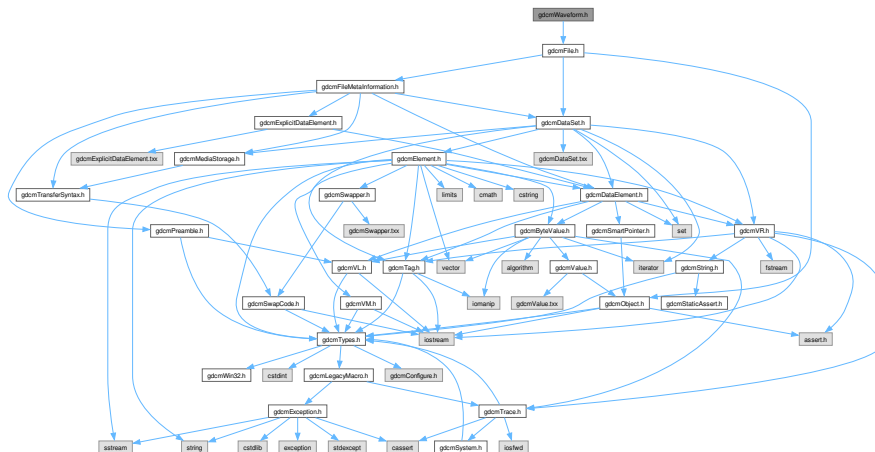 gdcmWaveform.h
gdcmFile.h
gdcmFileMetaInformation.h
gdcmExplicitDataElement.h
gdcmDataSet.h
gdcmExplicitDataElement.txx
gdcmMediaStorage.h
gdcmElement.h
gdcmDataSet.txx
gdcmTransferSyntax.h
gdcmSwapper.h
limits
cmath
cstring
gdcmDataElement.h
gdcmPreamble.h
gdcmSwapper.txx
gdcmByteValue.h
gdcmSmartPointer.h
set
gdcmVR.h
gdcmVL.h
gdcmTag.h
vector
algorithm
gdcmValue.h
iterator
gdcmString.h
fstream
gdcmSwapCode.h
gdcmVM.h
iomanip
gdcmValue.txx
gdcmObject.h
gdcmStaticAssert.h
gdcmTypes.h
iostream
assert.h
gdcmWin32.h
cstdint
gdcmLegacyMacro.h
gdcmConfigure.h
gdcmException.h
gdcmTrace.h
sstream
string
cstdlib
exception
stdexcept
cassert
gdcmSystem.h
iosfwd